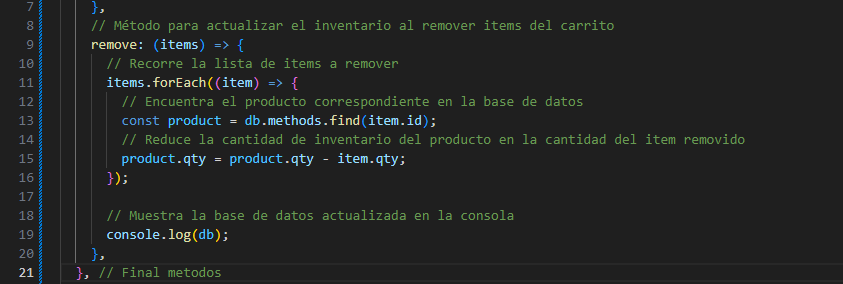 7 },
8 // Método para actualizar el inventario al remover items del carrito
9 remove: (items) => {
10 // Recorre la lista de items a remover
11 items.forEach((item) => {
12 // Encuentra el producto correspondiente en la base de datos
13 const product = db.methods.find(item.id);
14 // Reduce la cantidad de inventario del producto en la cantidad del item removido
15 product.qty = product.qty - item.qty;
16 });
17
18 // Muestra la base de datos actualizada en la consola
19 console.log(db);
20 },
21 }, // Final metodos